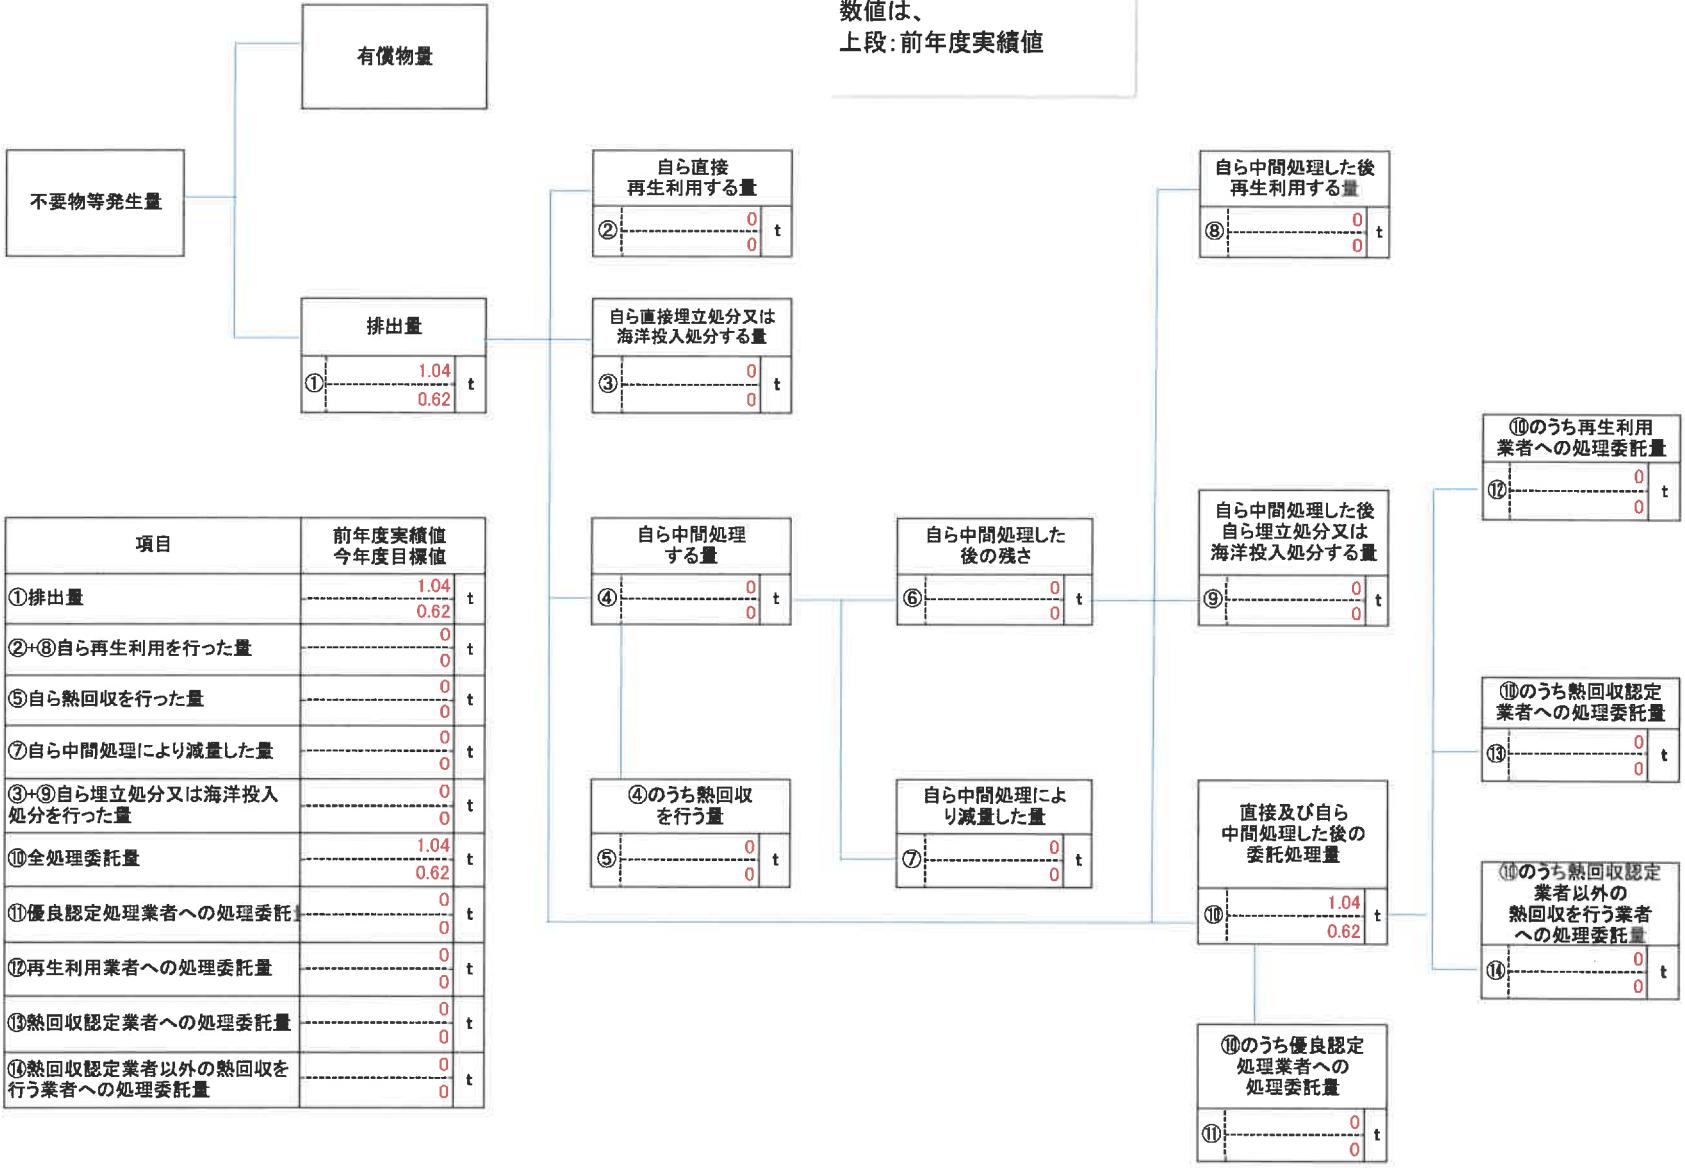 数値は、
上段:前年度実績値
有償物量
不要物等発生量
排出量
① 1.04 t
0.62
自ら直接
再生利用する量
② 0 t
0
自ら直接埋立処分又は
海洋投入処分する量
③ 0 t
0
自ら中間処理した後
再生利用する量
⑧ 0 t
0
自ら中間処理
する量
④ 0 t
0
自ら中間処理した
後の残さ
⑥ 0 t
0
自ら中間処理した後
自ら埋立処分又は
海洋投入処分する量
⑨ 0 t
0
④のうち熱回収
を行う量
⑤ 0 t
0
自ら中間処理によ
り減量した量
⑦ 0 t
0
直接及び自ら
中間処理した後の
委託処理量
⑩ 1.04 t
0.62
⑩のうち優良認定
処理業者への
処理委託量
⑪ 0 t
0
⑩のうち再生利用
業者への処理委託量
⑫ 0 t
0
⑩のうち熱回収認定
業者への処理委託量
⑬ 0 t
0
⑩のうち熱回収認定
業者以外の
熱回収を行う業者
への処理委託量
⑭ 0 t
0
項目 前年度実績値
今年度目標値
①排出量 1.04 t
0.62
②+⑧自ら再生利用を行った量 0 t
0
⑤自ら熱回収を行った量 0 t
0
⑦自ら中間処理により減量した量 0 t
0
③+⑨自ら埋立処分又は海洋投入
処分を行った量 0 t
0
⑩全処理委託量 1.04 t
0.62
⑪優良認定処理業者への処理委託 0 t
0
⑫再生利用業者への処理委託量 0 t
0
⑬熱回収認定業者への処理委託量 0 t
0
⑭熱回収認定業者以外の熱回収を
行う業者への処理委託量 0 t
0